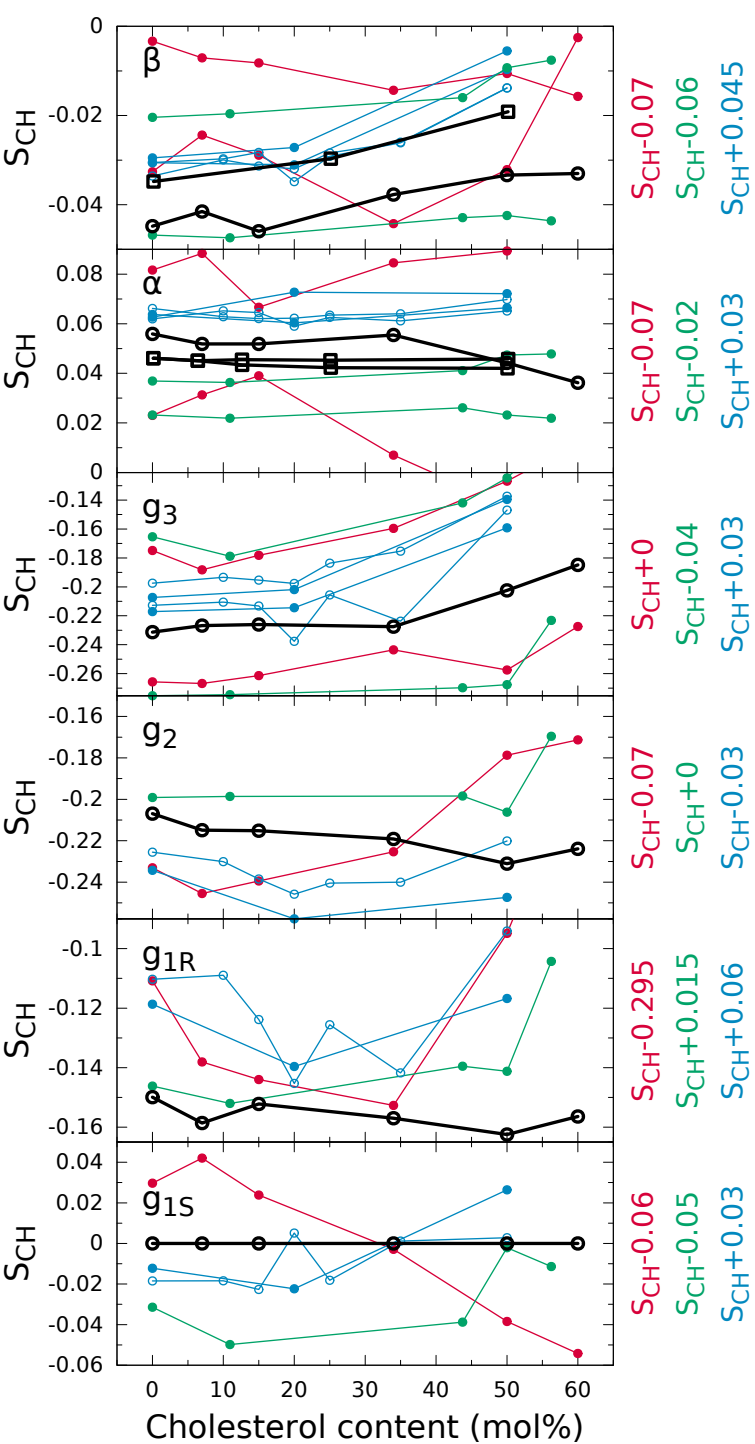 0
β
-0.02
-0.04
S_CH
S_CH-0.07
S_CH-0.06
S_CH+0.045
0.08
α
0.06
0.04
0.02
0
S_CH
S_CH-0.07
S_CH-0.02
S_CH+0.03
-0.14
g_3
-0.16
-0.18
-0.2
-0.22
-0.24
-0.26
S_CH
S_CH+0
S_CH-0.04
S_CH+0.03
-0.16
g_2
-0.18
-0.2
-0.22
-0.24
S_CH
S_CH-0.07
S_CH+0
S_CH-0.03
-0.1
g_1R
-0.12
-0.14
-0.16
S_CH
S_CH-0.295
S_CH+0.015
S_CH+0.06
0.04
g_1S
0.02
0
-0.02
-0.04
-0.06
S_CH
S_CH-0.06
S_CH-0.05
S_CH+0.03
0 10 20 30 40 50 60
Cholesterol content (mol%)